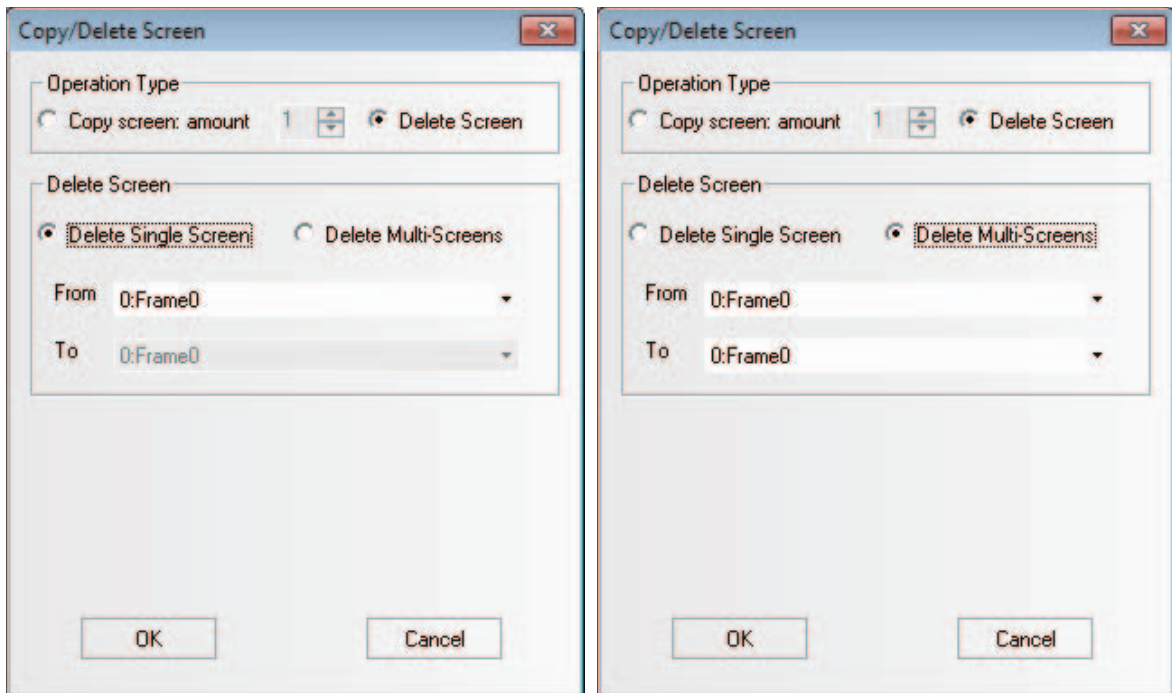 Copy/Delete Screen
Operation Type
Copy screen: amount 1 Delete Screen
Delete Screen
Delete Single Screen Delete Multi-Screens
From 0:Frame0
To 0:Frame0
OK Cancel
Copy/Delete Screen
Operation Type
Copy screen: amount 1 Delete Screen
Delete Screen
Delete Single Screen Delete Multi-Screens
From 0:Frame0
To 0:Frame0
OK Cancel